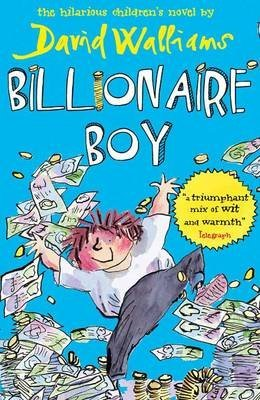 the hilarious children's novel by
David Walliams
BILLIONAIRE
BOY
"a triumphant
mix of wit
and warmth"
Telegraph